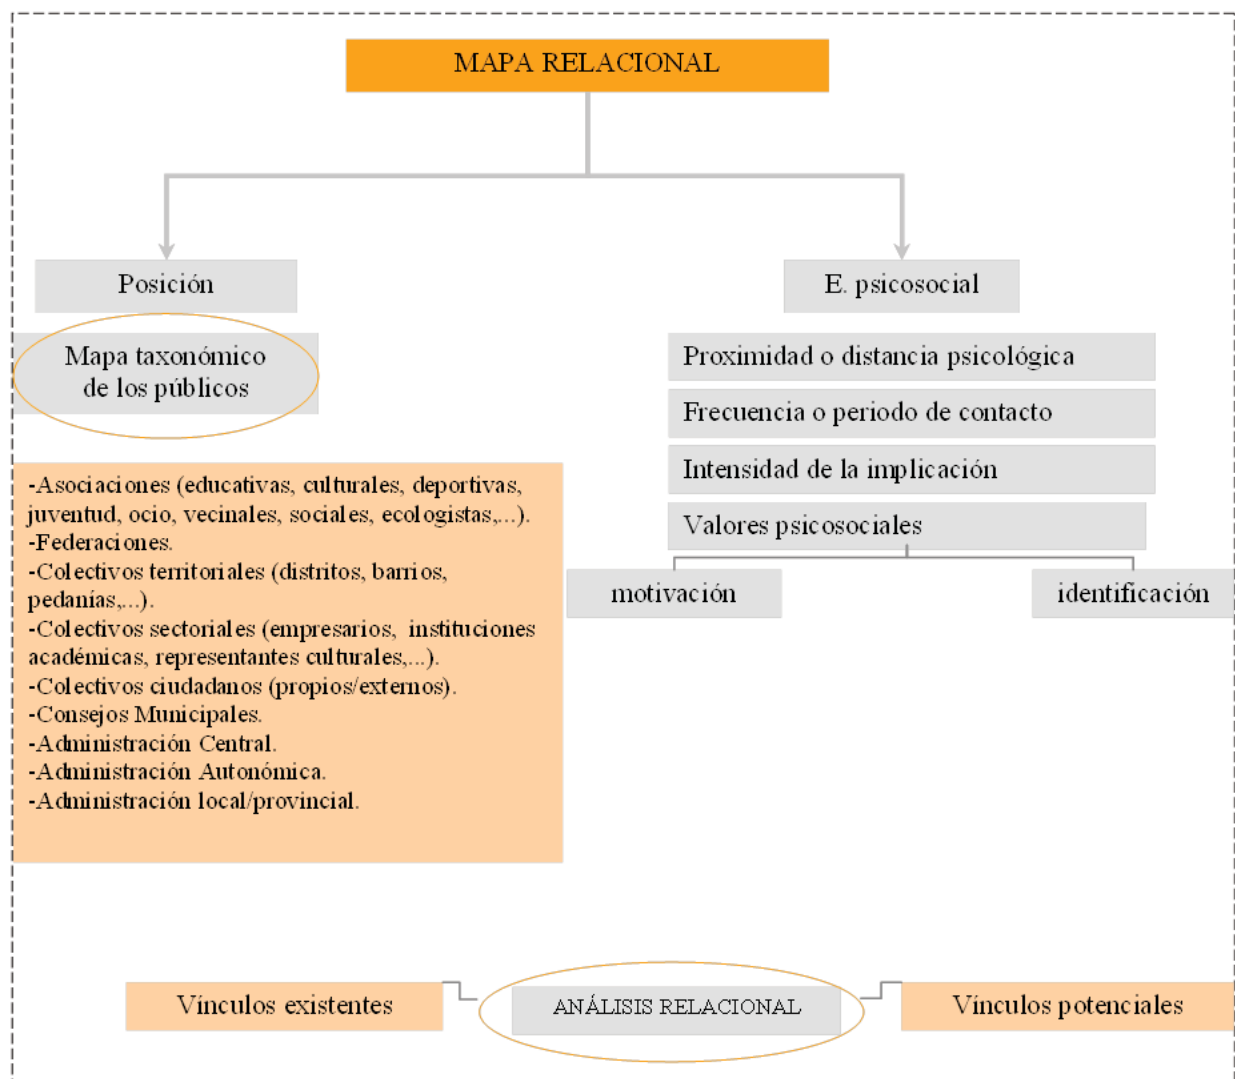 MAPA RELACIONAL
Posición
E. psicosocial
Mapa taxonómico
de los públicos
Proximidad o distancia psicológica
Frecuencia o periodo de contacto
Intensidad de la implicación
Valores psicosociales
motivación
identificación
-Asociaciones (educativas, culturales, deportivas,
juventud, ocio, vecinales, sociales, ecologistas,...).
-Federaciones.
-Colectivos territoriales (distritos, barrios,
pedanías,...).
-Colectivos sectoriales (empresarios, instituciones
académicas, representantes culturales,...).
-Colectivos ciudadanos (propios/externos).
-Consejos Municipales.
-Administración Central.
-Administración Autonómica.
-Administración local/provincial.
Vínculos existentes
ANÁLISIS RELACIONAL
Vínculos potenciales